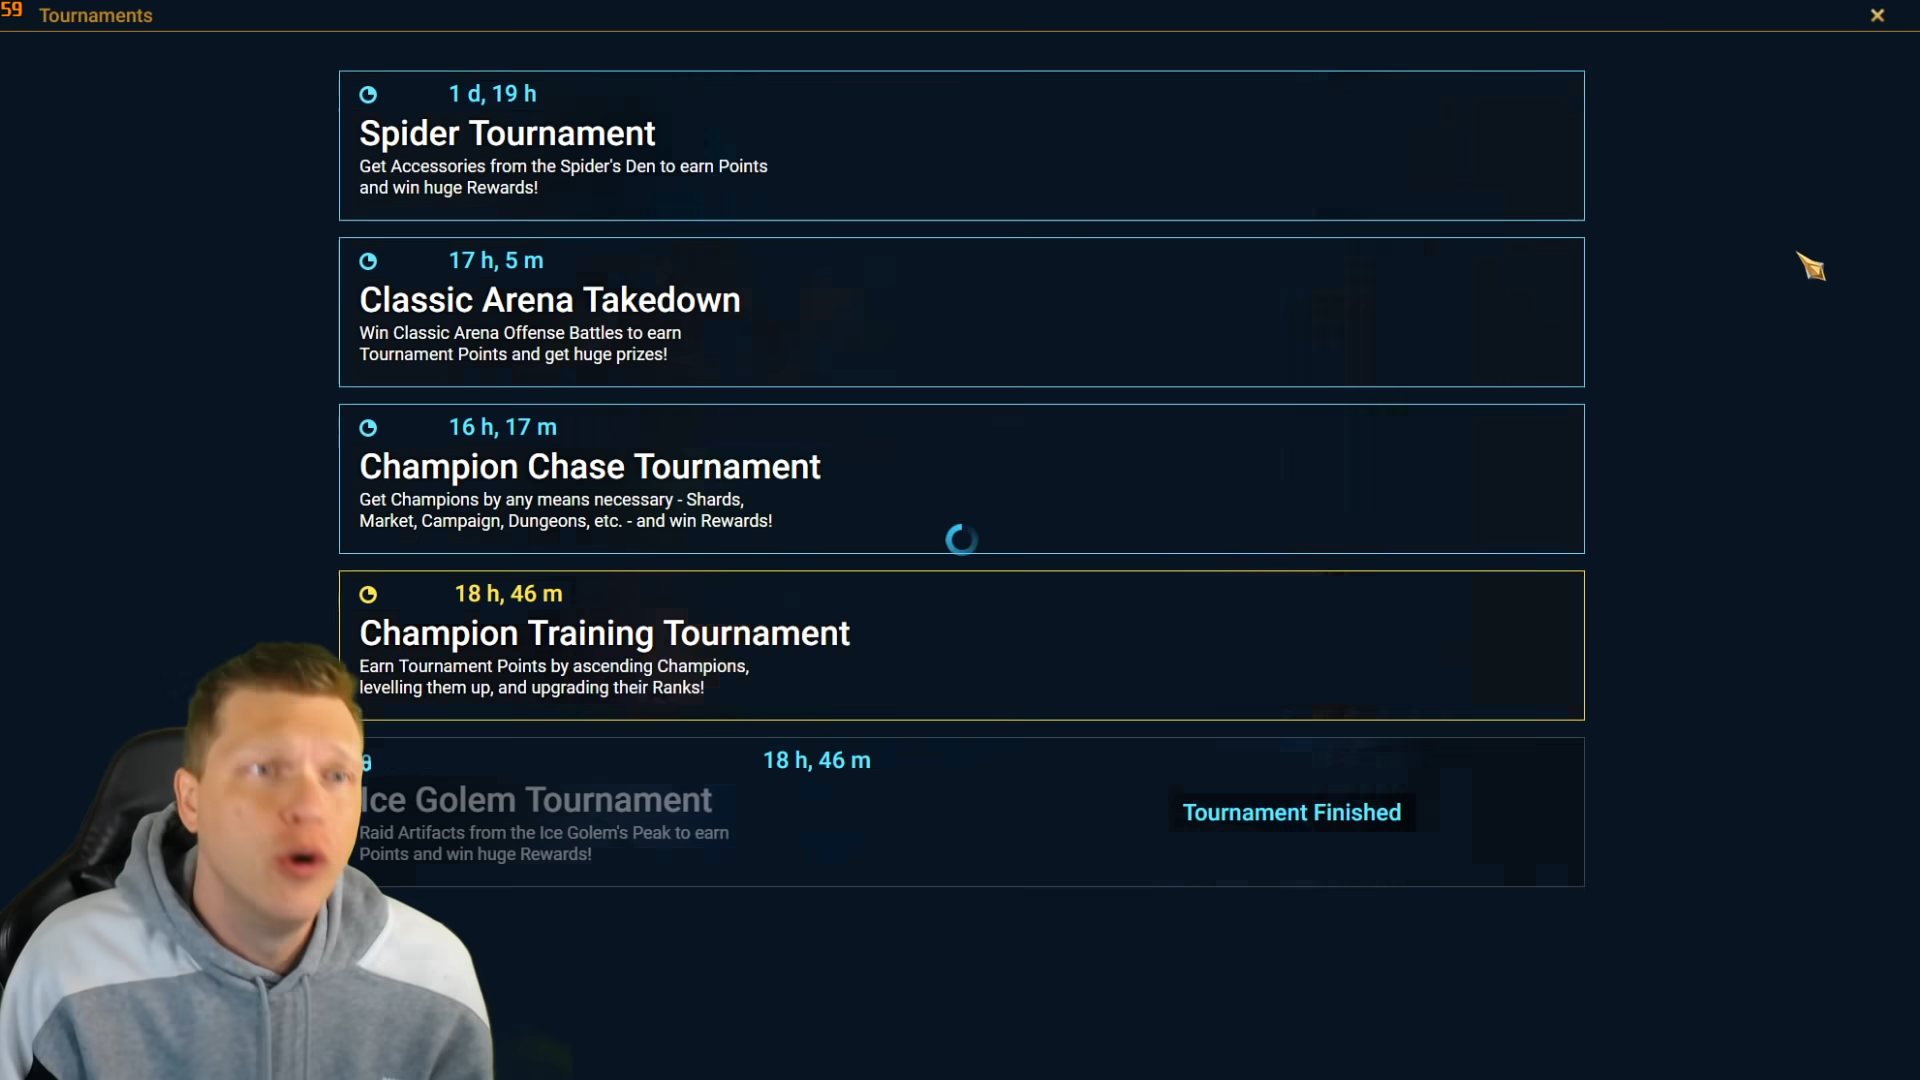 59
Tournaments
1 d, 19 h
Spider Tournament
Get Accessories from the Spider's Den to earn Points
and win huge Rewards!
17 h, 5 m
Classic Arena Takedown
Win Classic Arena Offense Battles to earn
Tournament Points and get huge prizes!
16 h, 17 m
Champion Chase Tournament
Get Champions by any means necessary - Shards,
Market, Campaign, Dungeons, etc. - and win Rewards!
18 h, 46 m
Champion Training Tournament
Earn Tournament Points by ascending Champions,
levelling them up, and upgrading their Ranks!
18 h, 46 m
Ice Golem Tournament
Raid Artifacts from the Ice Golem's Peak to earn
Points and win huge Rewards!
Tournament Finished